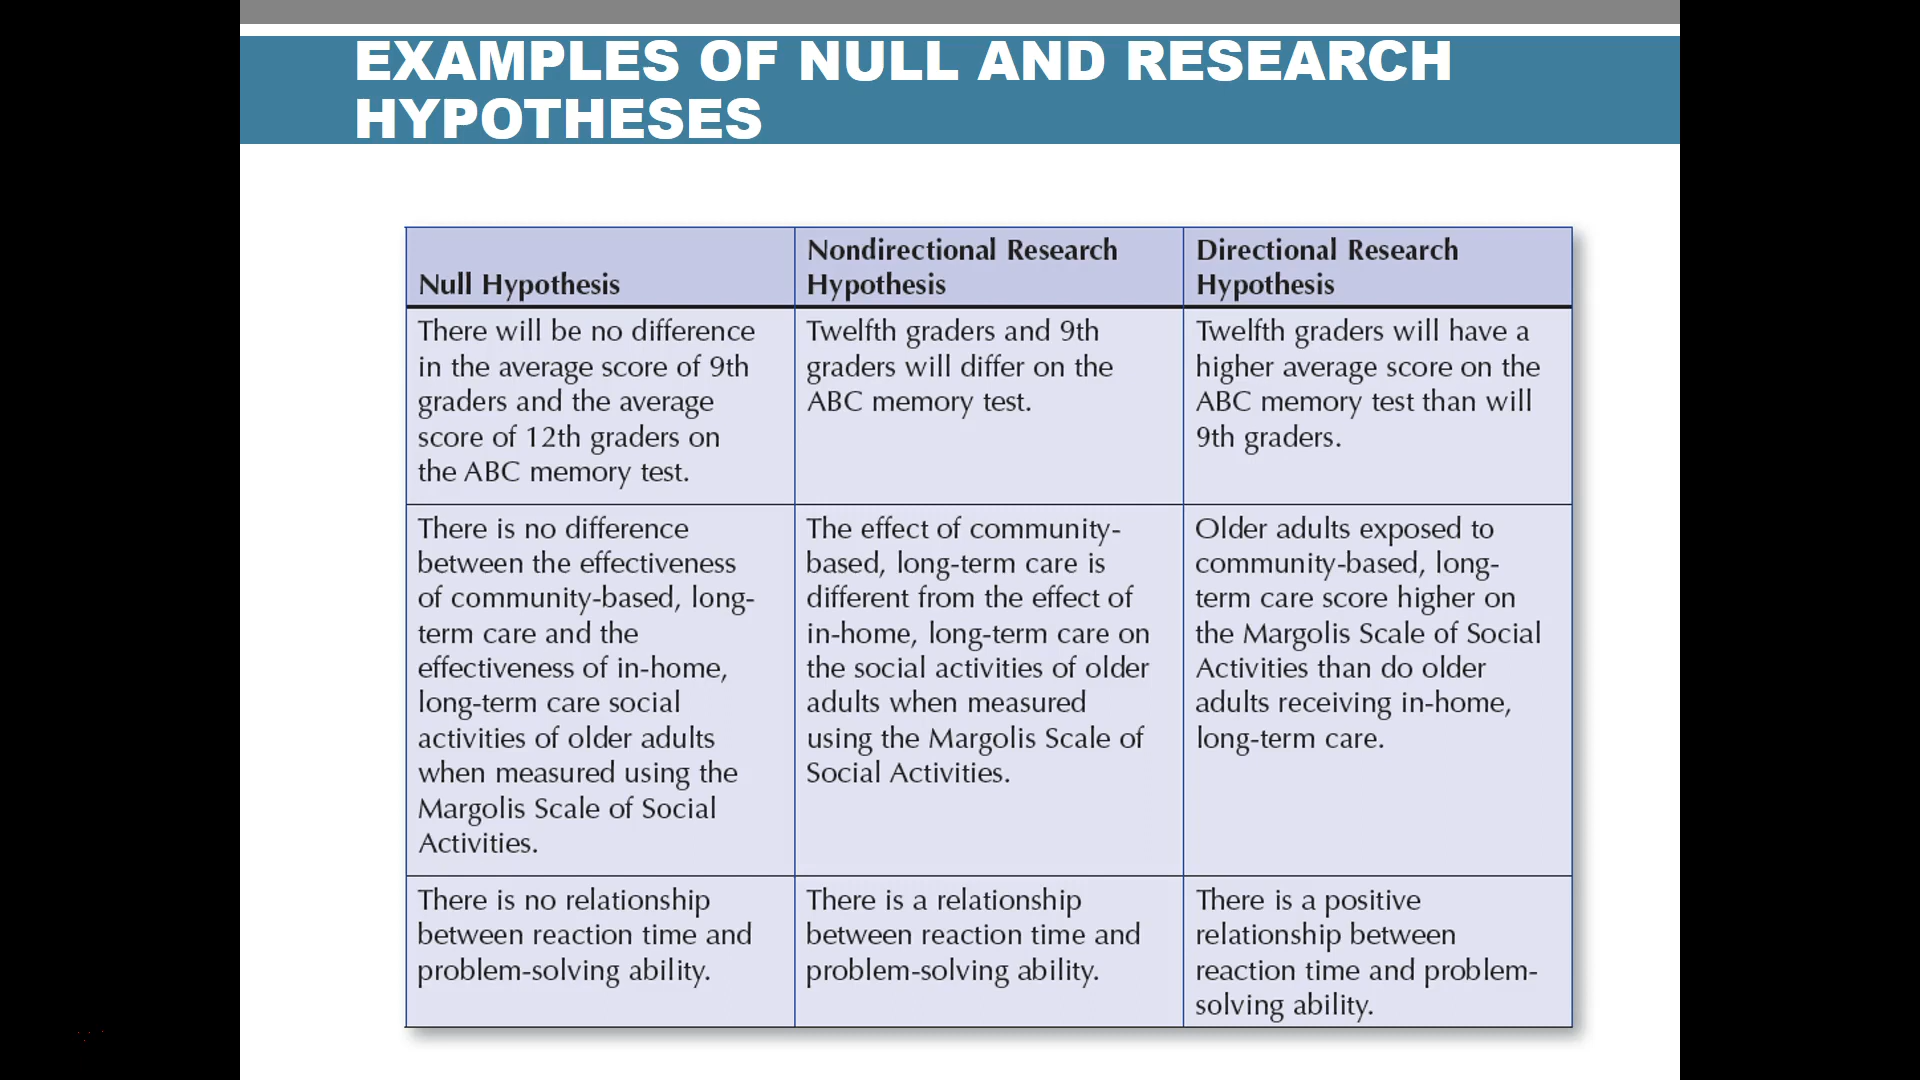 EXAMPLES OF NULL AND RESEARCH
HYPOTHESES
Null Hypothesis
Nondirectional Research
Hypothesis
Directional Research
Hypothesis
There will be no difference
in the average score of 9th
graders and the average
score of 12th graders on
the ABC memory test.
Twelfth graders and 9th
graders will differ on the
ABC memory test.
Twelfth graders will have a
higher average score on the
ABC memory test than will
9th graders.
There is no difference
between the effectiveness
of community-based, long-
term care and the
effectiveness of in-home,
long-term care social
activities of older adults
when measured using the
Margolis Scale of Social
Activities.
The effect of community-
based, long-term care is
different from the effect of
in-home, long-term care on
the social activities of older
adults when measured
using the Margolis Scale of
Social Activities.
Older adults exposed to
community-based, long-
term care score higher on
the Margolis Scale of Social
Activities than do older
adults receiving in-home,
long-term care.
There is no relationship
between reaction time and
problem-solving ability.
There is a relationship
between reaction time and
problem-solving ability.
There is a positive
relationship between
reaction time and problem-
solving ability.